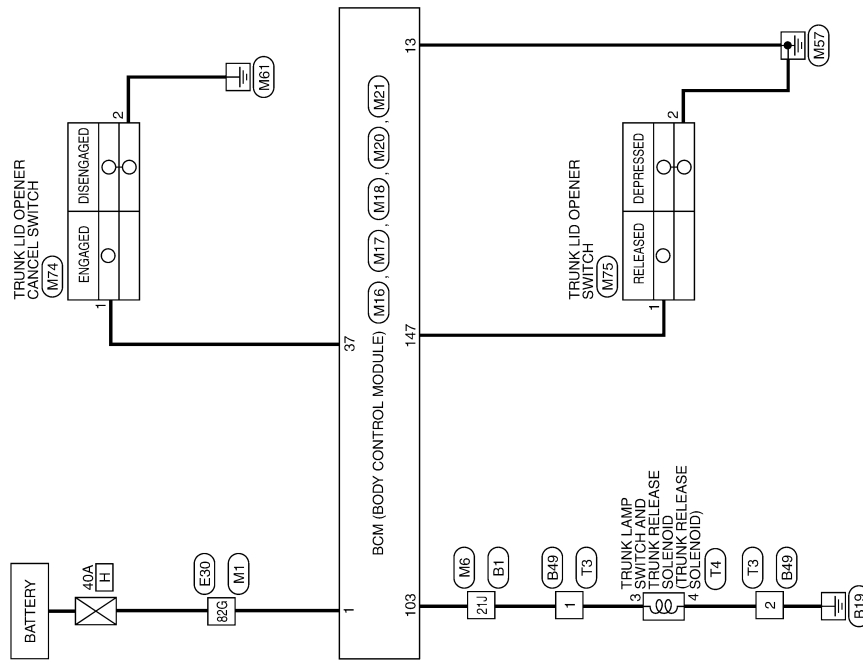 BATTERY
40A
H
E30
82G
M1
1
TRUNK LID OPENER
CANCEL SWITCH
M74
ENGAGED
DISENGAGED
1
2
M61
37
BCM (BODY CONTROL MODULE) M16 , M17 , M18 , M20 , M21
103
147
13
M6
21J
B1
B49
1
T3
TRUNK LAMP
SWITCH AND
TRUNK RELEASE
SOLENOID
(TRUNK RELEASE
SOLENOID)
3
4
T4
T3
2
B49
B19
TRUNK LID OPENER
SWITCH
M75
RELEASED
DEPRESSED
1
2
M57